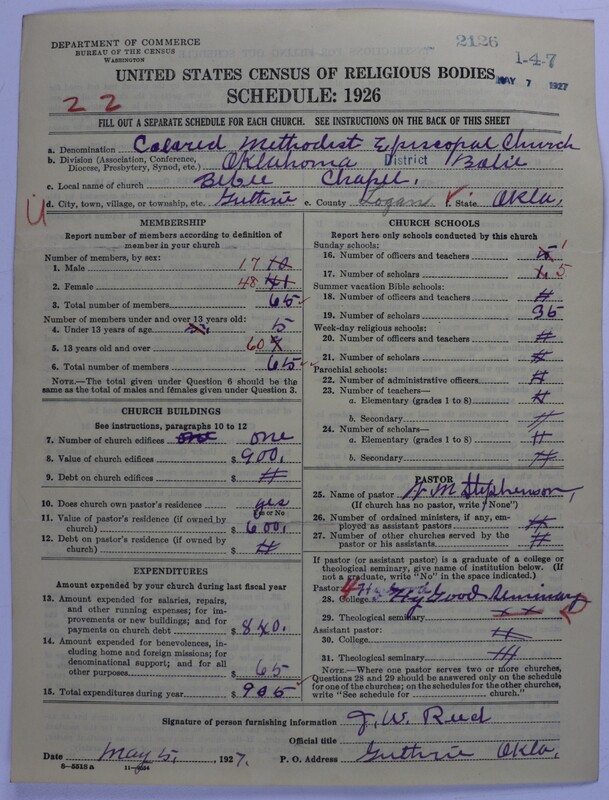 DEPARTMENT OF COMMERCE
BUREAU OF THE CENSUS
WASHINGTON
2126
1-4-7
UNITED STATES CENSUS OF RELIGIOUS BODIES
MAY 7 1927
SCHEDULE: 1926
22
FILL OUT A SEPARATE SCHEDULE FOR EACH CHURCH. SEE INSTRUCTIONS ON THE BACK OF THIS SHEET
a. Denomination Colored Methodist Episcopal Church
b. Division (Association, Conference, Diocese, Presbytery, Synod, etc.) Oklahoma District
c. Local name of church Bible Chapel,
d. City, town, village, or township, etc. Guthrie e. County Logan f. State Okla,
U
MEMBERSHIP
Report number of members according to definition of
member in your church
Number of members, by sex:
1. Male 17
2. Female 48 41
3. Total number of members 65
Number of members under and over 13 years old:
4. Under 13 years of age 5
5. 13 years old and over 60
6. Total number of members 65
NOTE.—The total given under Question 6 should be the
same as the total of males and females given under Question 3.
CHURCH BUILDINGS
See instructions, paragraphs 10 to 12
7. Number of church edifices one one
8. Value of church edifices $ 900.
9. Debt on church edifices $ #
10. Does church own pastor's residence yes
Yes or No
11. Value of pastor's residence (if owned by
church) $ 600.
12. Debt on pastor's residence (if owned by
church) $ #
EXPENDITURES
Amount expended by your church during last fiscal year
13. Amount expended for salaries, repairs,
and other running expenses; for im-
provements or new buildings; and for
payments on church debt $ 840.
14. Amount expended for benevolences, in-
cluding home and foreign missions; for
denominational support; and for all
other purposes $ 65
15. Total expenditures during year $ 905
CHURCH SCHOOLS
Report here only schools conducted by this church
Sunday schools:
16. Number of officers and teachers
17. Number of scholars
Summer vacation Bible schools:
18. Number of officers and teachers #
19. Number of scholars 35
Week-day religious schools:
20. Number of officers and teachers #
21. Number of scholars #
Parochial schools:
22. Number of administrative officers #
23. Number of teachers—
a. Elementary (grades 1 to 8) #
b. Secondary #
24. Number of scholars—
a. Elementary (grades 1 to 8) #
b. Secondary #
PASTOR
25. Name of pastor M Stephenson,
(If church has no pastor, write "None")
26. Number of ordained ministers, if any, em-
ployed as assistant pastors #
27. Number of other churches served by the
pastor or his assistants #
If pastor (or assistant pastor) is a graduate of a college or
theological seminary, give name of institution below. (If
not a graduate, write "No" in the space indicated.)
Pastor:
28. College HyGood Seminary
29. Theological seminary x x
Assistant pastor:
30. College #
31. Theological seminary #
NOTE.—Where one pastor serves two or more churches,
Questions 28 and 29 should be answered only on the schedule
for one of the churches; on the schedules for the other churches,
write "See schedule for church."
Signature of person furnishing information J. W. Reed
Official title
Date May 5, 1927. P. O. Address Guthrie Okla,